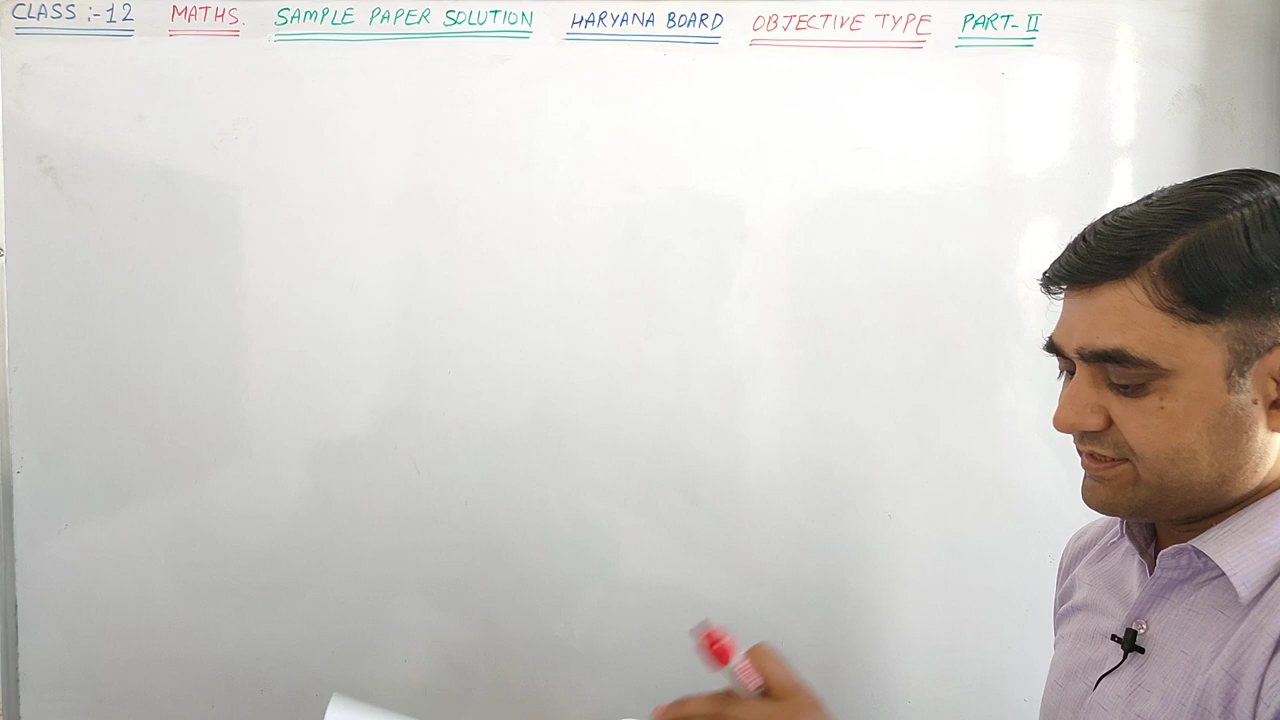 CLASS :- 12 MATHS. SAMPLE PAPER SOLUTION HARYANA BOARD OBJECTIVE TYPE PART- II